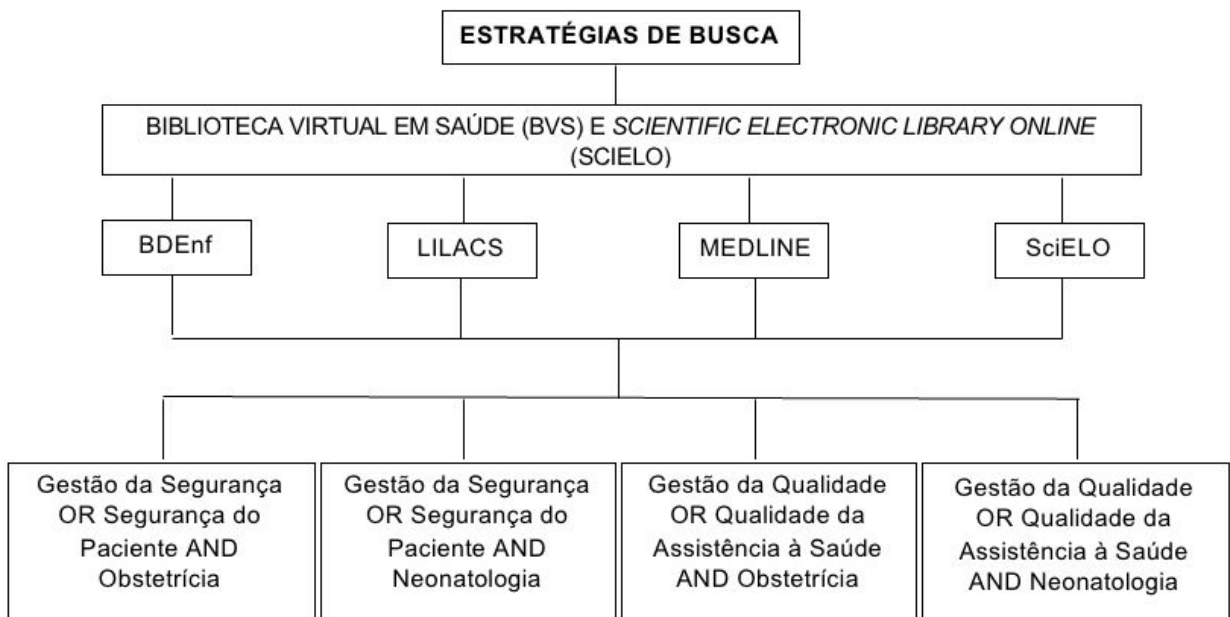 ESTRATÉGIAS DE BUSCA
BIBLIOTECA VIRTUAL EM SAÚDE (BVS) E SCIENTIFIC ELECTRONIC LIBRARY ONLINE
(SCIELO)
BDEnf
LILACS
MEDLINE
SciELO
Gestão da Segurança
OR Segurança do
Paciente AND
Obstetrícia
Gestão da Segurança
OR Segurança do
Paciente AND
Neonatologia
Gestão da Qualidade
OR Qualidade da
Assistência à Saúde
AND Obstetrícia
Gestão da Qualidade
OR Qualidade da
Assistência à Saúde
AND Neonatologia